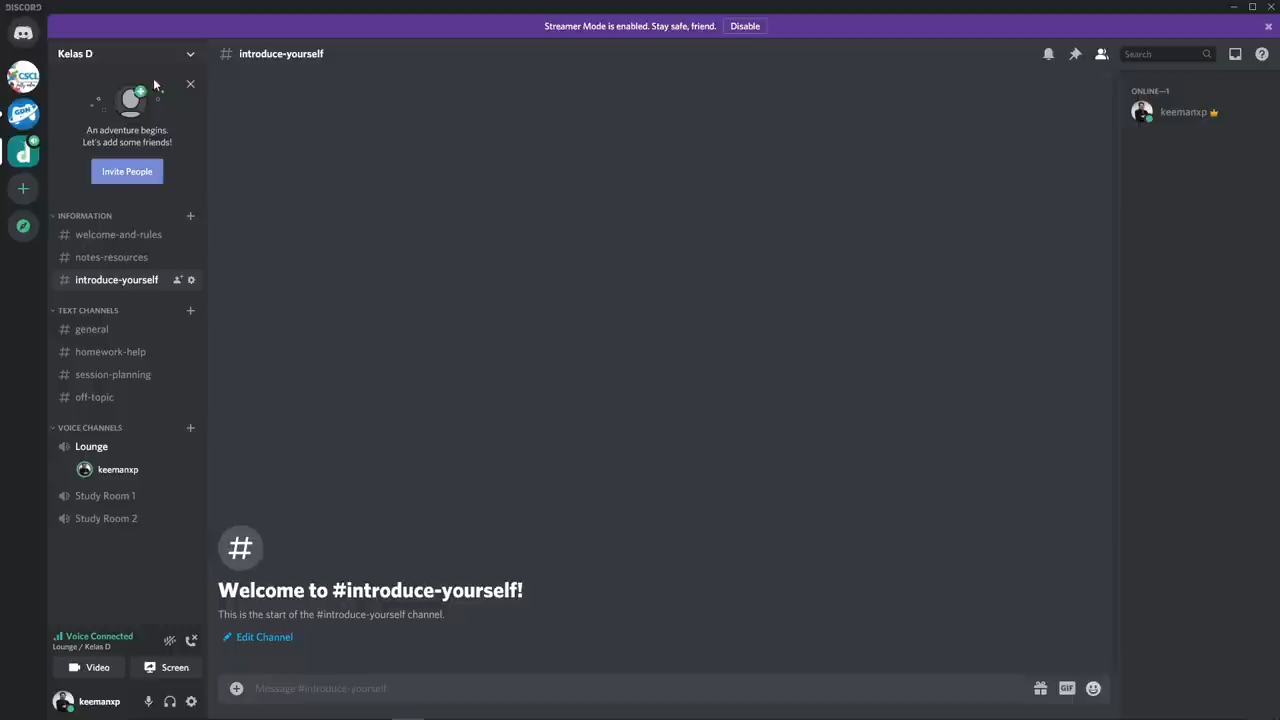 DISCORD
Streamer Mode is enabled. Stay safe, friend.
Disable
Kelas D
An adventure begins.
Let's add some friends!
Invite People
INFORMATION
welcome-and-rules
notes-resources
introduce-yourself
TEXT CHANNELS
general
homework-help
session-planning
off-topic
VOICE CHANNELS
Lounge
keemanxp
Study Room 1
Study Room 2
Voice Connected
Lounge / Kelas D
Video
Screen
keemanxp
introduce-yourself
Search
Welcome to #introduce-yourself!
This is the start of the #introduce-yourself channel.
Edit Channel
Message #introduce-yourself
GIF
ONLINE—1
keemanxp
CSCL
GDM
d